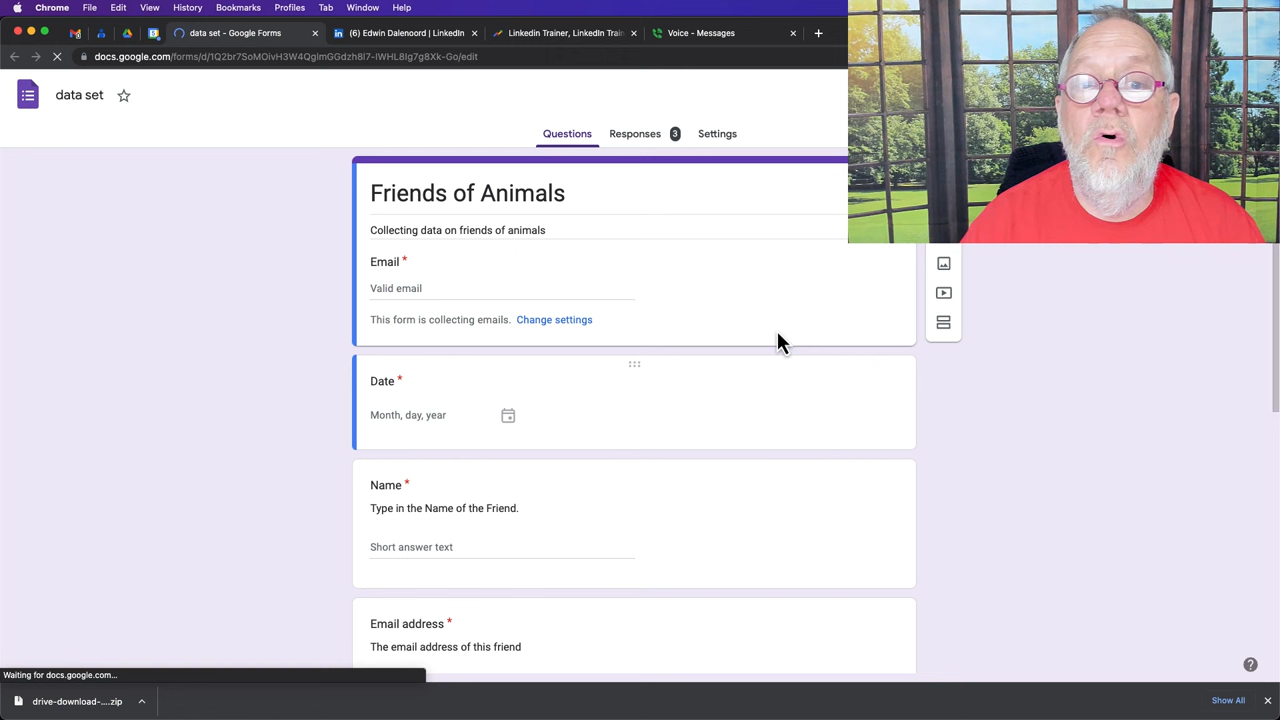 Chrome File Edit View History Bookmarks Profiles Tab Window Help
data set - Google Forms
(6) Edwin Dalenoord | LinkedIn
Linkedin Trainer, LinkedIn Train
Voice - Messages
docs.google.com/forms/d/1Q2br7SoMOivH3W4QglmGGdzh8I7-IWHL8Ig7g8Xk-Go/edit
data set
Questions Responses 3 Settings
Friends of Animals
Collecting data on friends of animals
Email *
Valid email
This form is collecting emails. Change settings
Date *
Month, day, year
Name *
Type in the Name of the Friend.
Short answer text
Email address *
The email address of this friend
Waiting for docs.google.com...
drive-download-....zip
Show All